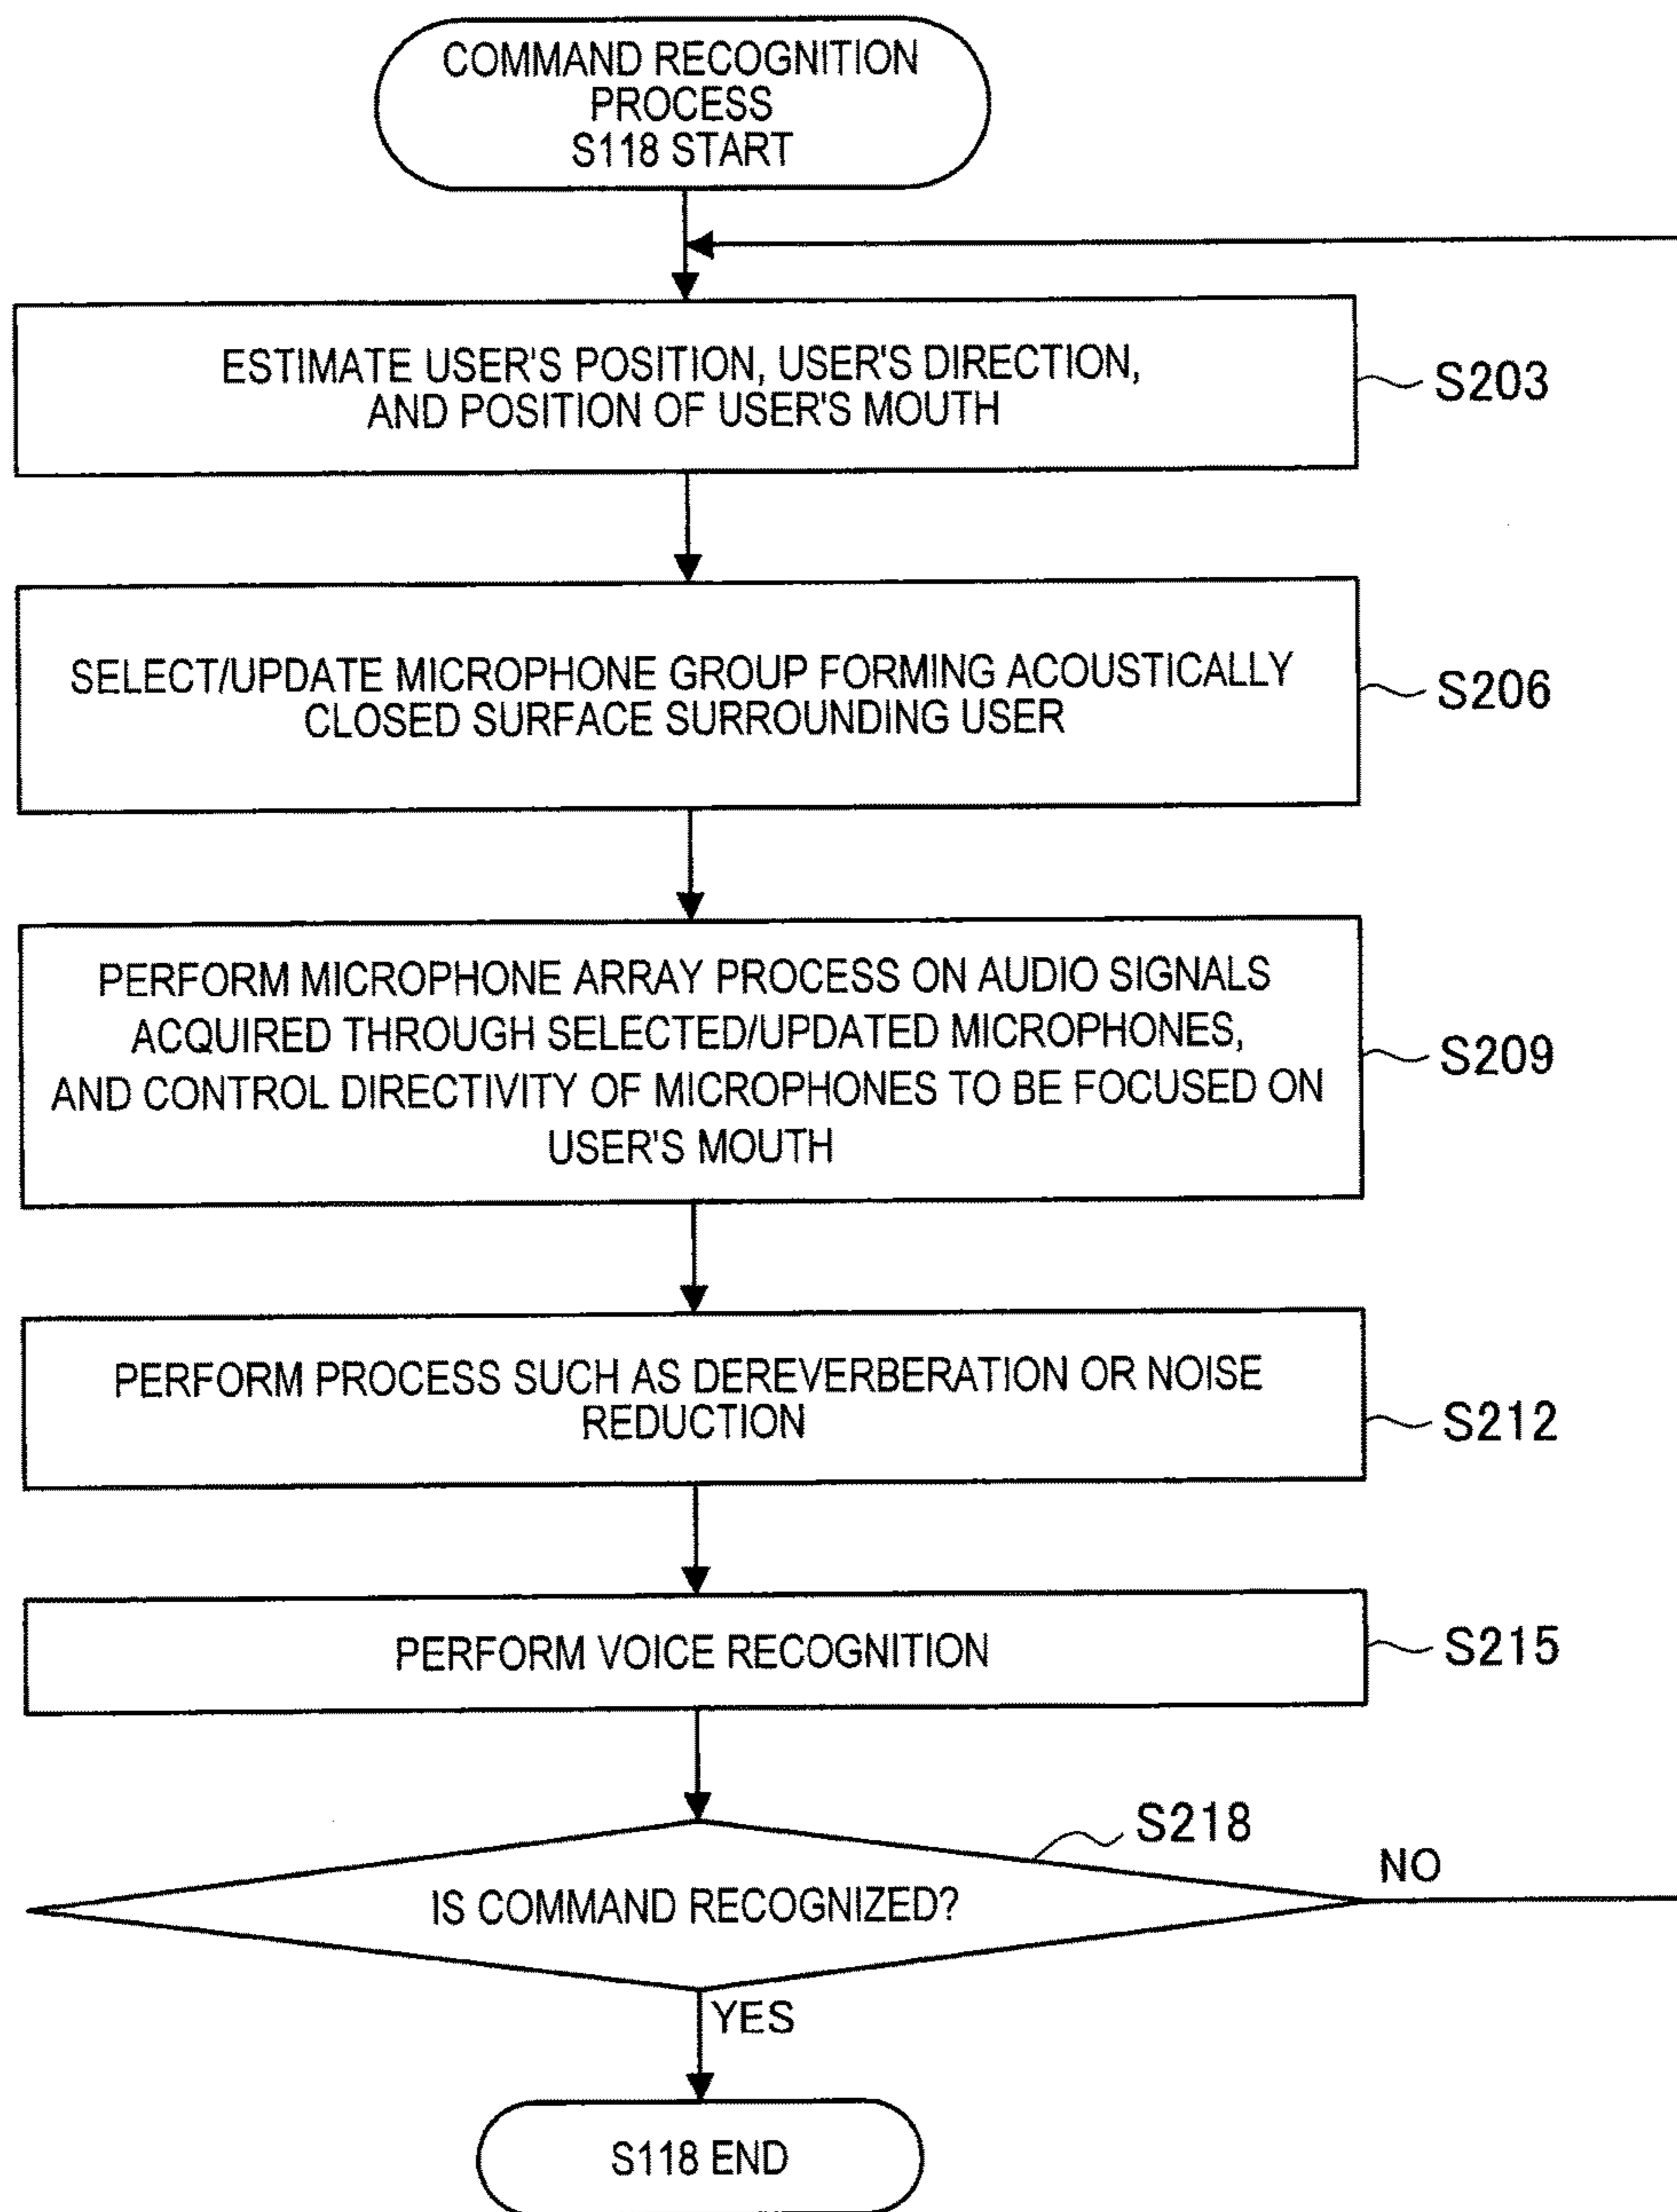 COMMAND RECOGNITION
PROCESS
S118 START
ESTIMATE USER'S POSITION, USER'S DIRECTION,
AND POSITION OF USER'S MOUTH
S203
SELECT/UPDATE MICROPHONE GROUP FORMING ACOUSTICALLY
CLOSED SURFACE SURROUNDING USER
S206
PERFORM MICROPHONE ARRAY PROCESS ON AUDIO SIGNALS
ACQUIRED THROUGH SELECTED/UPDATED MICROPHONES,
AND CONTROL DIRECTIVITY OF MICROPHONES TO BE FOCUSED ON
USER'S MOUTH
S209
PERFORM PROCESS SUCH AS DEREVERBERATION OR NOISE
REDUCTION
S212
PERFORM VOICE RECOGNITION
S215
S218
IS COMMAND RECOGNIZED?
NO
YES
S118 END